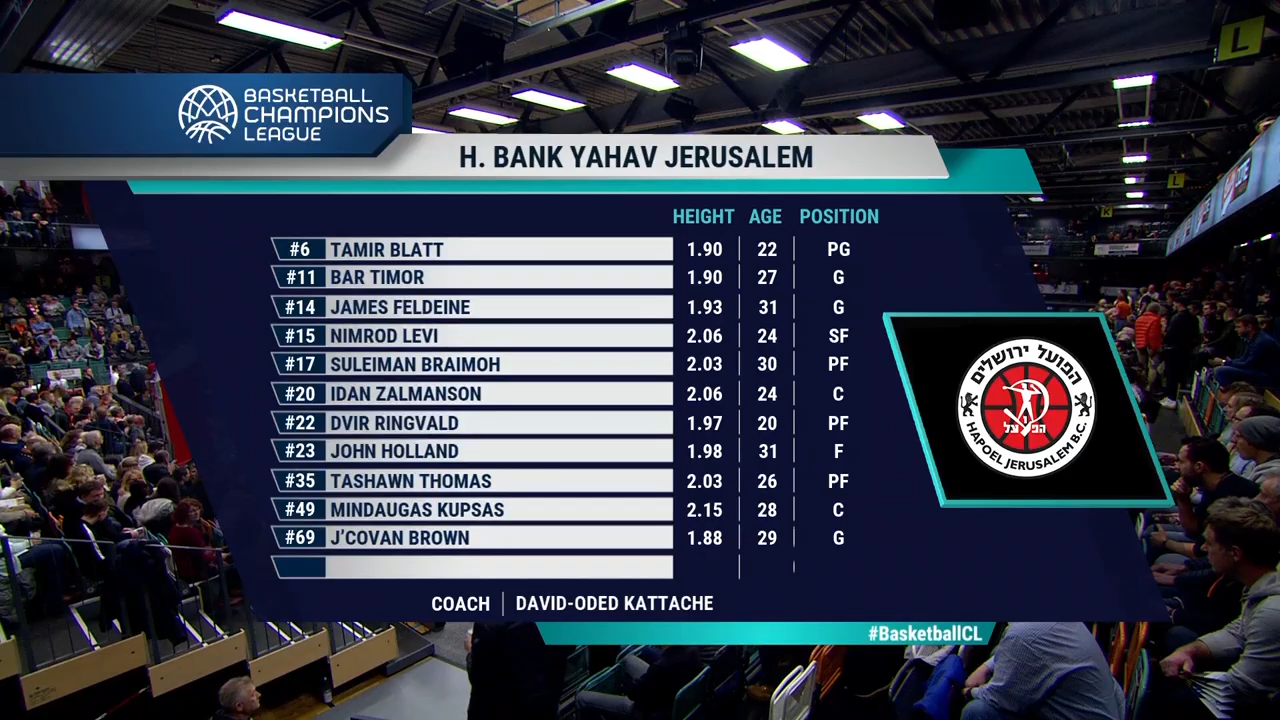 BASKETBALL
CHAMPIONS
LEAGUE
H. BANK YAHAV JERUSALEM
HEIGHT AGE POSITION
#6 TAMIR BLATT 1.90 22 PG
#11 BAR TIMOR 1.90 27 G
#14 JAMES FELDEINE 1.93 31 G
#15 NIMROD LEVI 2.06 24 SF
#17 SULEIMAN BRAIMOH 2.03 30 PF
#20 IDAN ZALMANSON 2.06 24 C
#22 DVIR RINGVALD 1.97 20 PF
#23 JOHN HOLLAND 1.98 31 F
#35 TASHAWN THOMAS 2.03 26 PF
#49 MINDAUGAS KUPSAS 2.15 28 C
#69 J’COVAN BROWN 1.88 29 G
COACH DAVID-ODED KATTACHE
#BasketballCL
הפועל ירושלים
הפועל
HAPOEL JERUSALEM B.C.
L
L
K